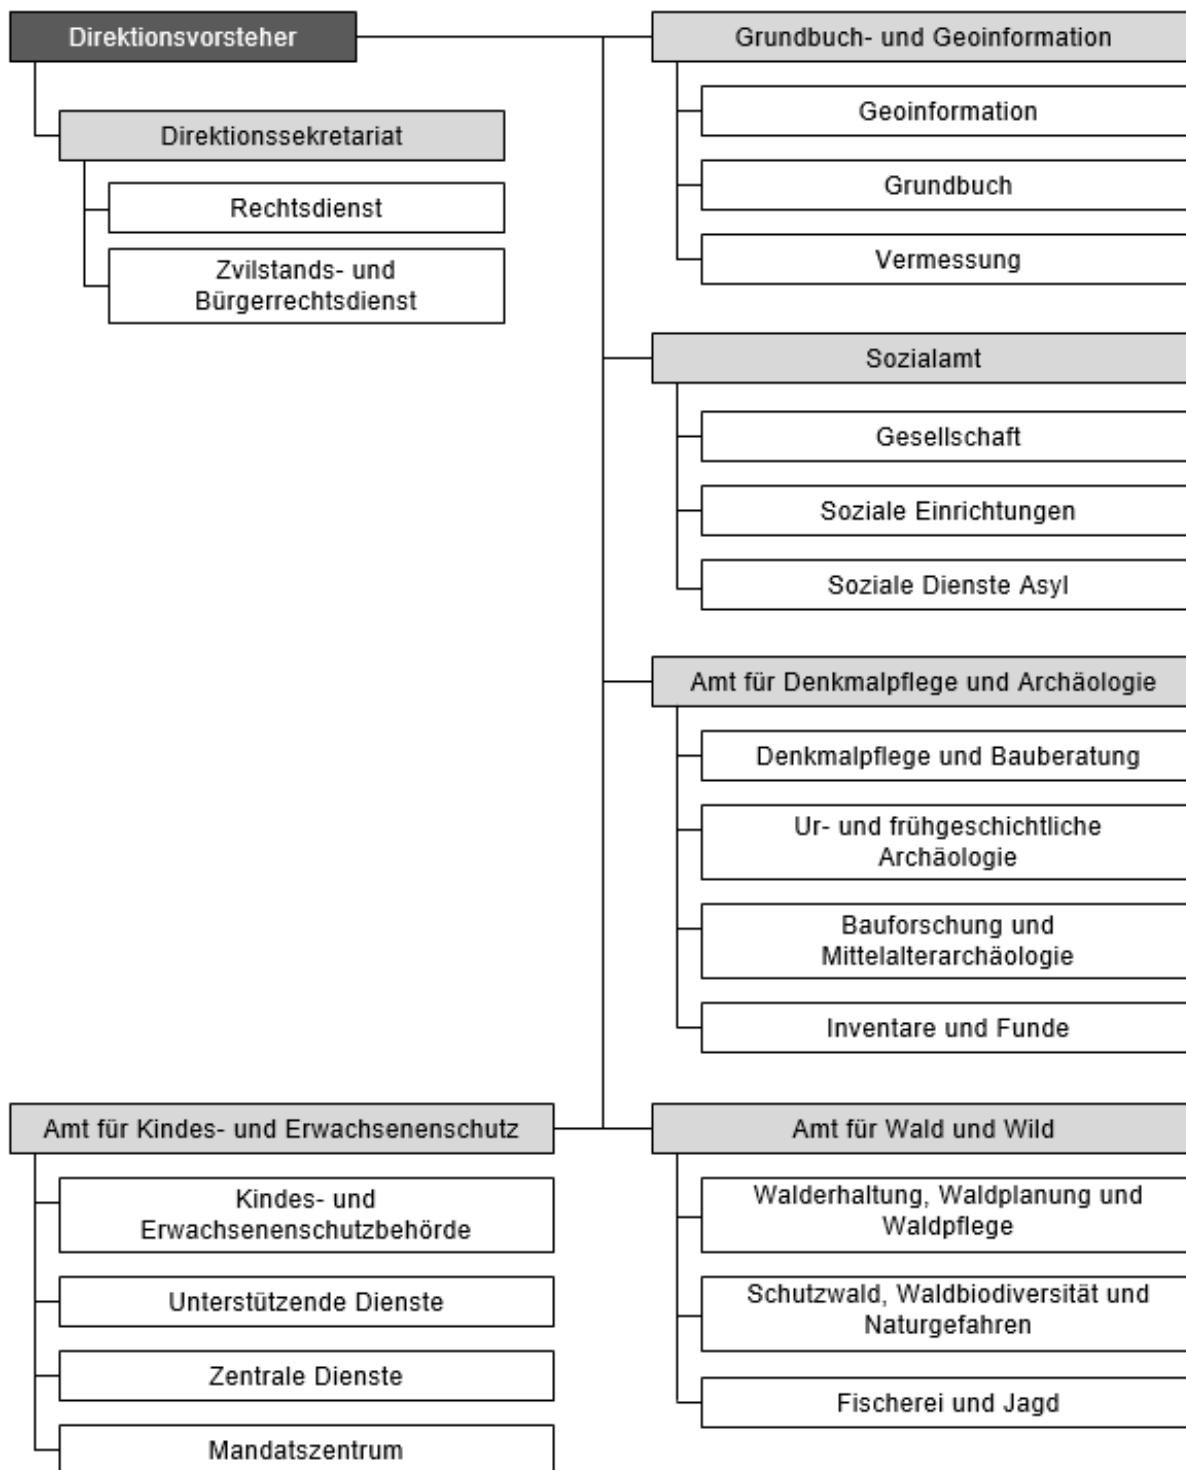 Direktionsvorsteher
Direktionssekretariat
Rechtsdienst
Zvilstands- und
Bürgerrechtsdienst
Grundbuch- und Geoinformation
Geoinformation
Grundbuch
Vermessung
Sozialamt
Gesellschaft
Soziale Einrichtungen
Soziale Dienste Asyl
Amt für Denkmalpflege und Archäologie
Denkmalpflege und Bauberatung
Ur- und frühgeschichtliche
Archäologie
Bauforschung und
Mittelalterarchäologie
Inventare und Funde
Amt für Kindes- und Erwachsenenschutz
Kindes- und
Erwachsenenschutzbehörde
Unterstützende Dienste
Zentrale Dienste
Mandatszentrum
Amt für Wald und Wild
Walderhaltung, Waldplanung und
Waldpflege
Schutzwald, Waldbiodiversität und
Naturgefahren
Fischerei und Jagd